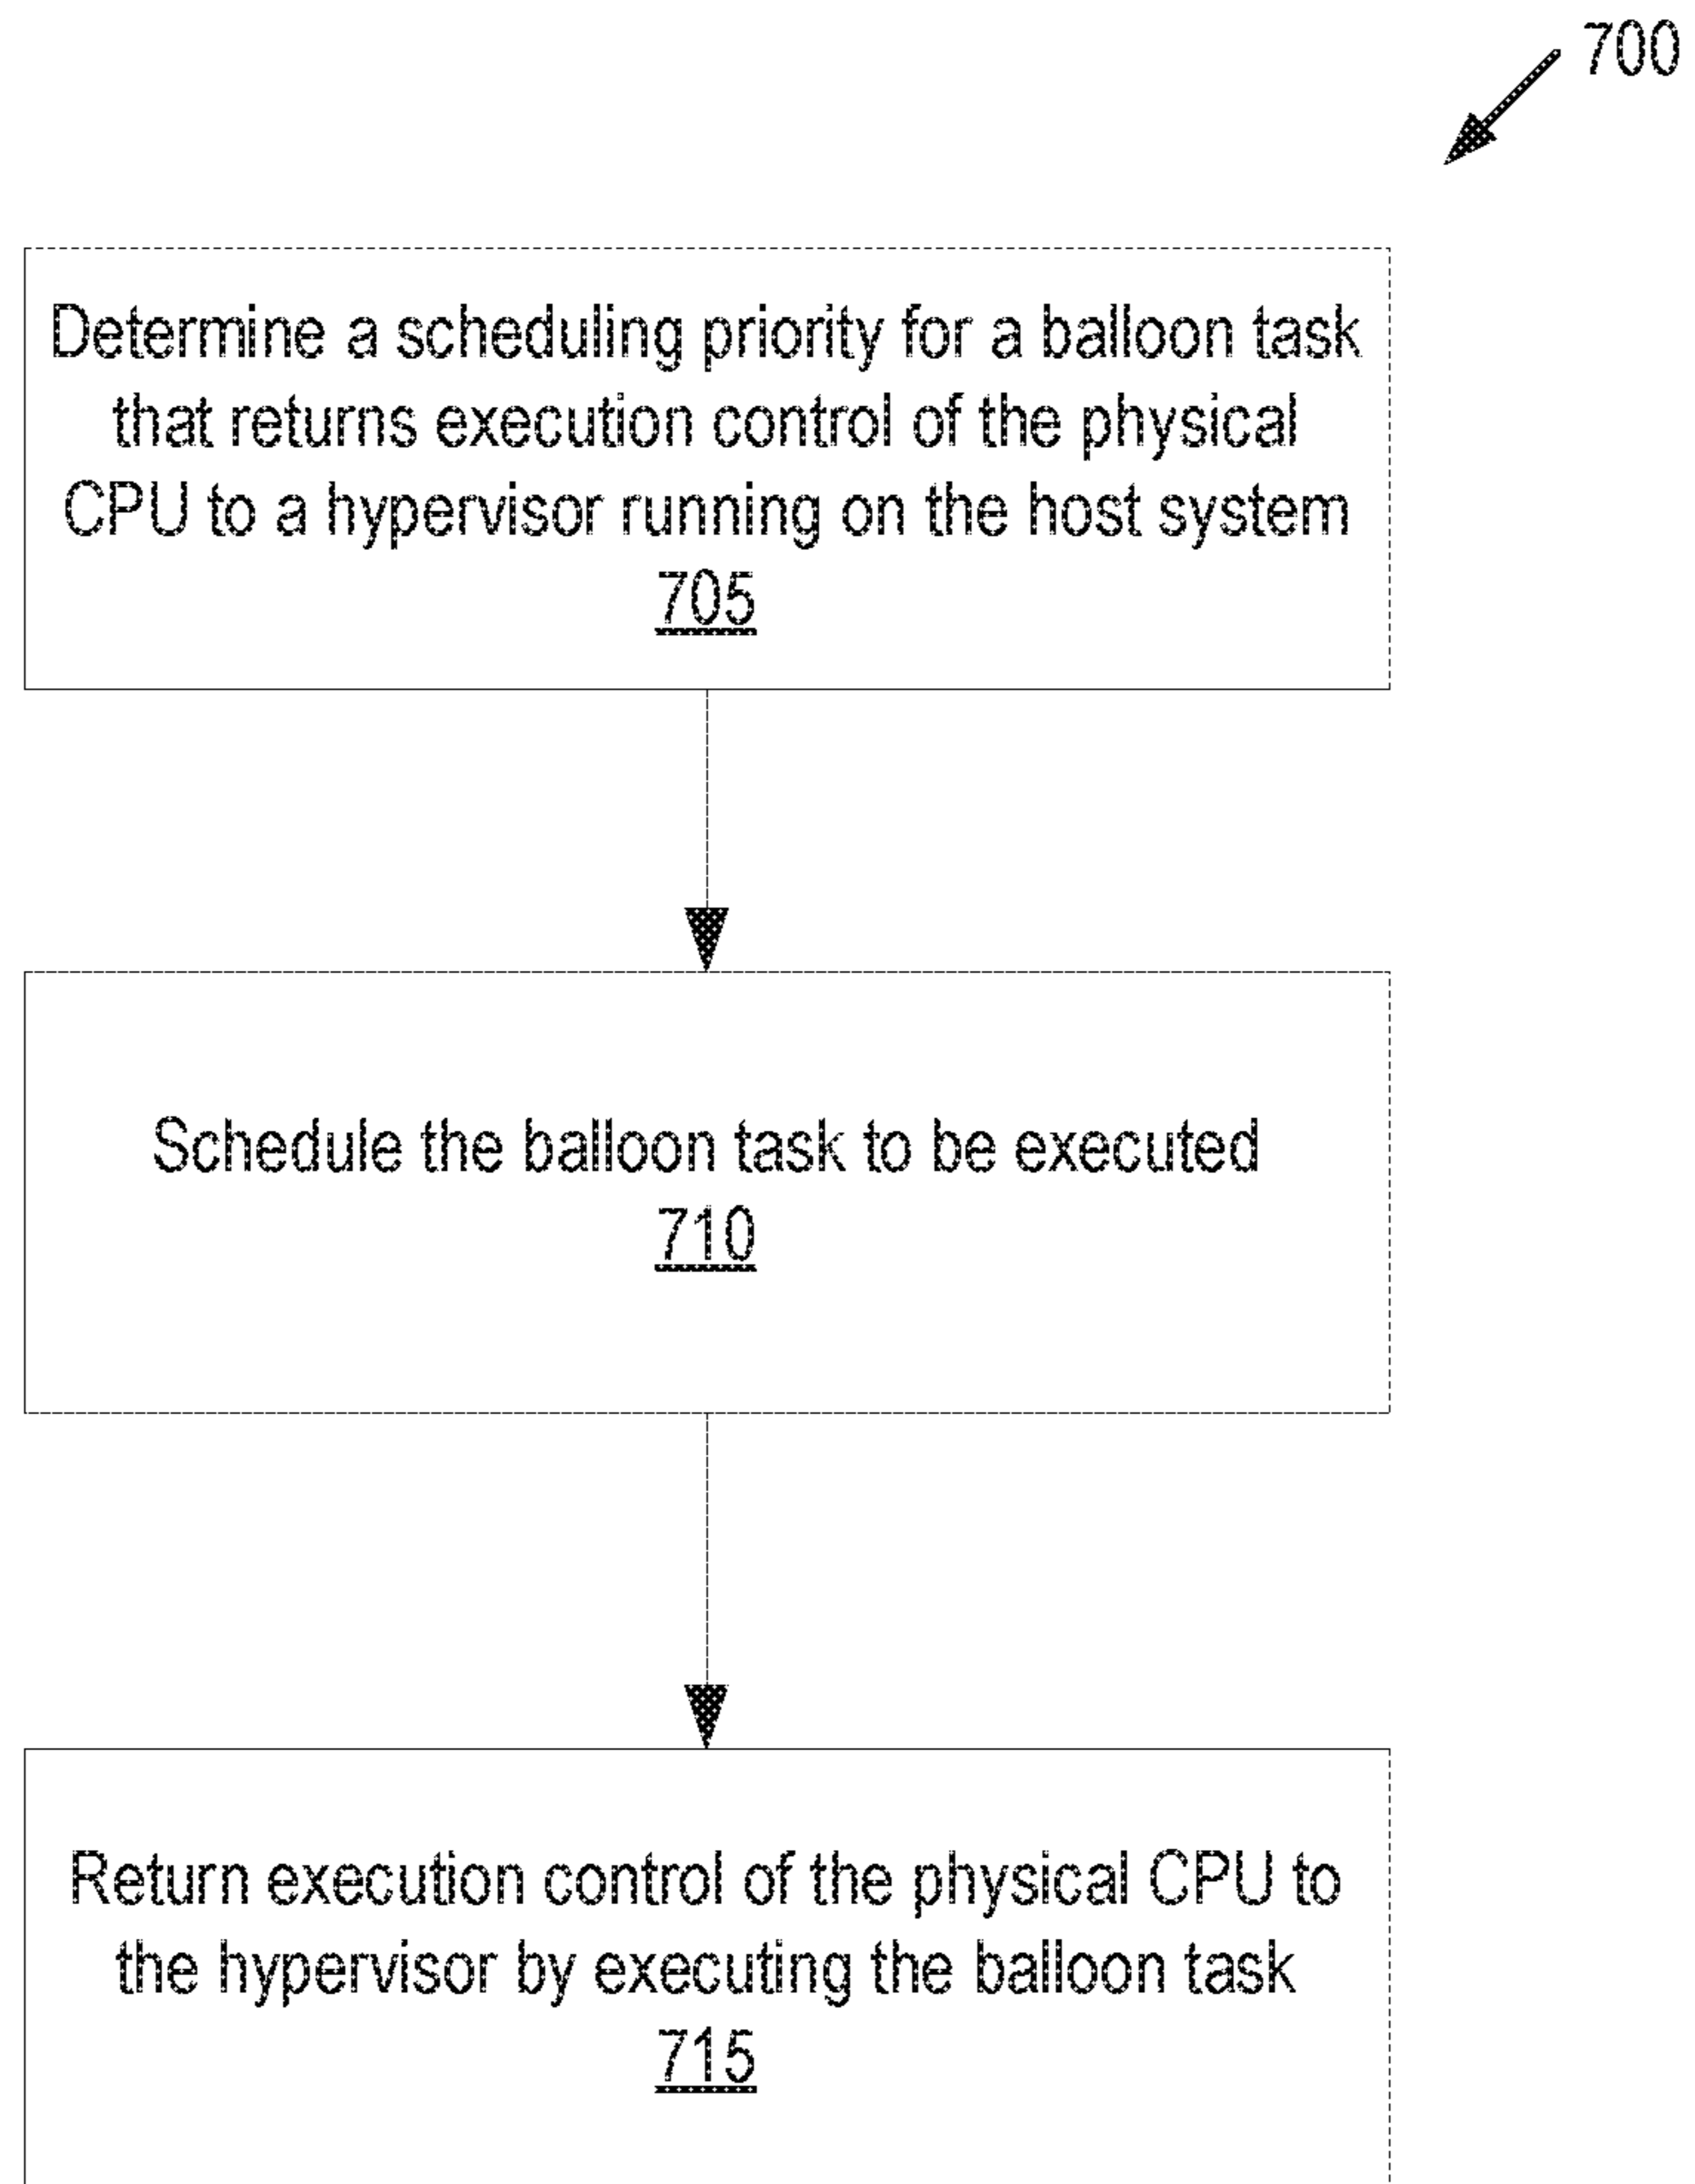 700
Determine a scheduling priority for a balloon task
that returns execution control of the physical
CPU to a hypervisor running on the host system
705
Schedule the balloon task to be executed
710
Return execution control of the physical CPU to
the hypervisor by executing the balloon task
715